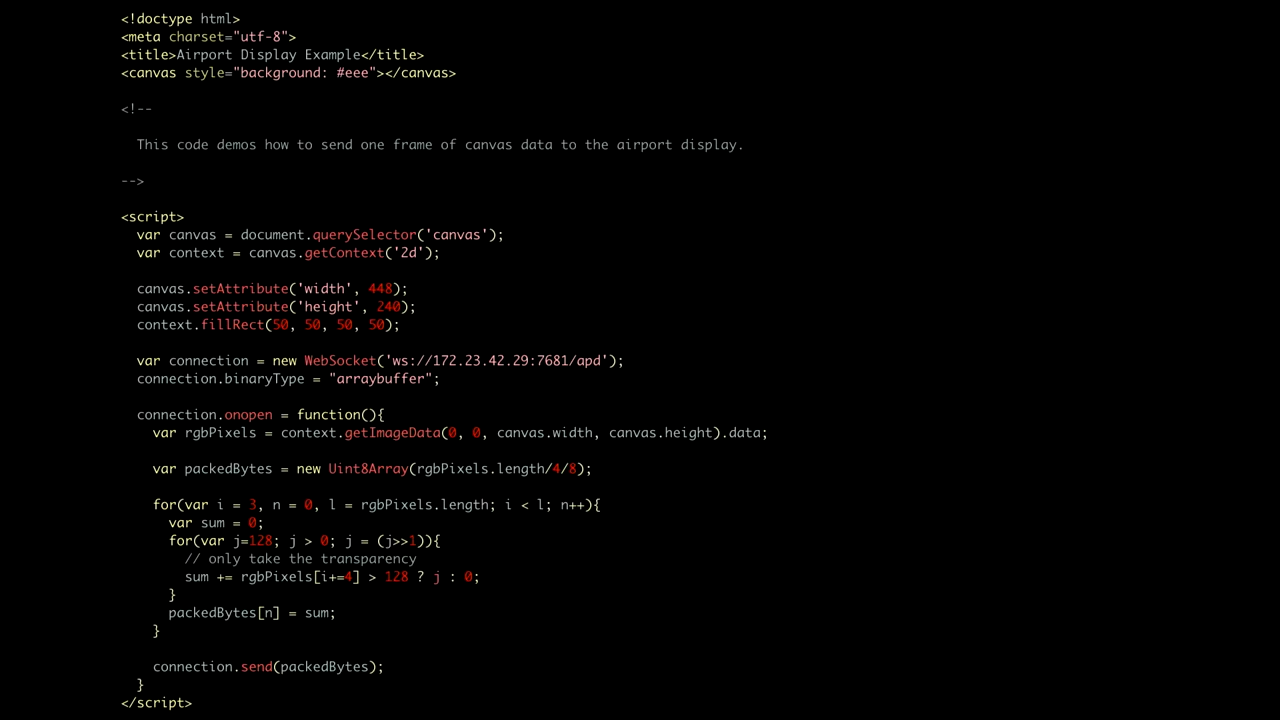 <!doctype html>
<meta charset="utf-8">
<title>Airport Display Example</title>
<canvas style="background: #eee"></canvas>
<!--
This code demos how to send one frame of canvas data to the airport display.
-->
<script>
var canvas = document.querySelector('canvas');
var context = canvas.getContext('2d');
canvas.setAttribute('width', 448);
canvas.setAttribute('height', 240);
context.fillRect(50, 50, 50, 50);
var connection = new WebSocket('ws://172.23.42.29:7681/apd');
connection.binaryType = "arraybuffer";
connection.onopen = function(){
var rgbPixels = context.getImageData(0, 0, canvas.width, canvas.height).data;
var packedBytes = new Uint8Array(rgbPixels.length/4/8);
for(var i = 3, n = 0, l = rgbPixels.length; i < l; n++){
var sum = 0;
for(var j=128; j > 0; j = (j>>1)){
// only take the transparency
sum += rgbPixels[i+=4] > 128 ? j : 0;
}
packedBytes[n] = sum;
}
connection.send(packedBytes);
}
</script>